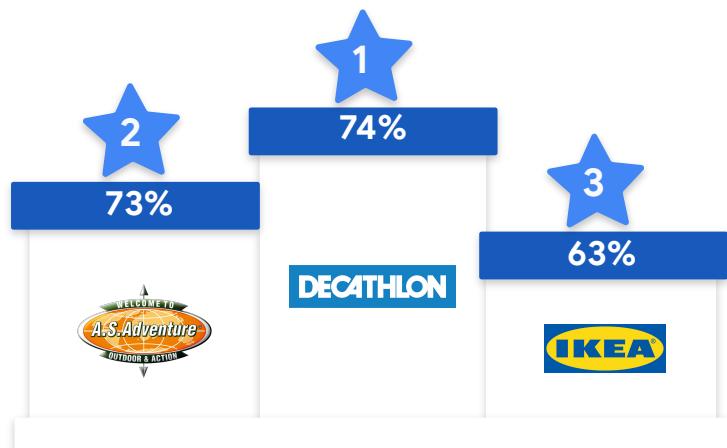 1
2
74%
3
73%
63%
DECATHLON
WELCOME TO
A.S.Adventure
OUTDOOR & ACTION
IKEA®